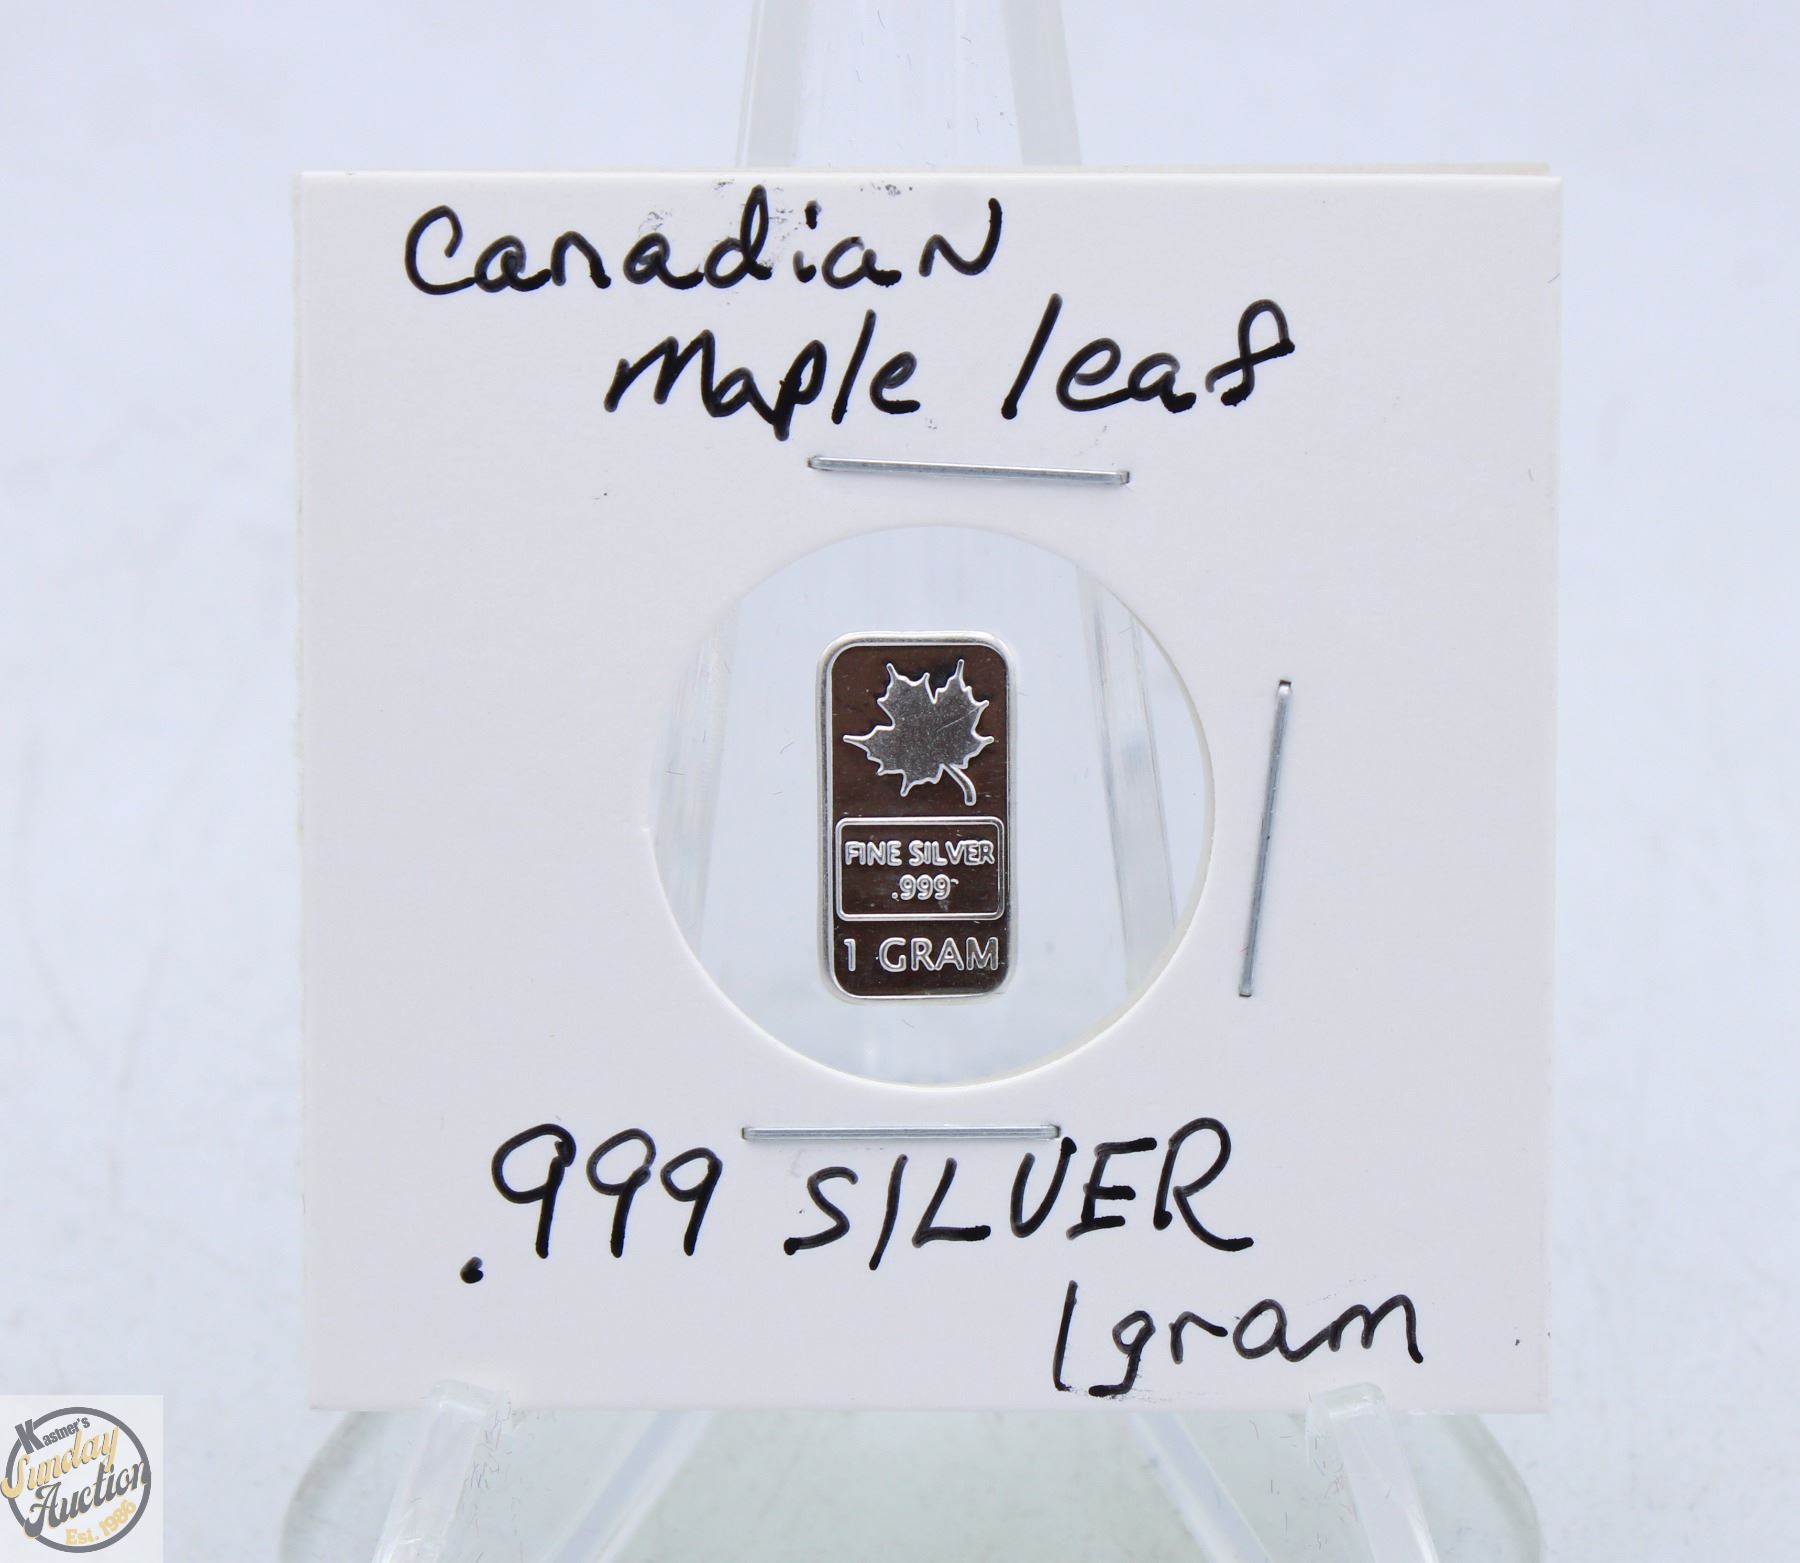 Canadian
maple leaf
FINE SILVER
.999
1 GRAM
.999 SILVER
1gram
Kastner's
Sunday
Auction
Est. 1986